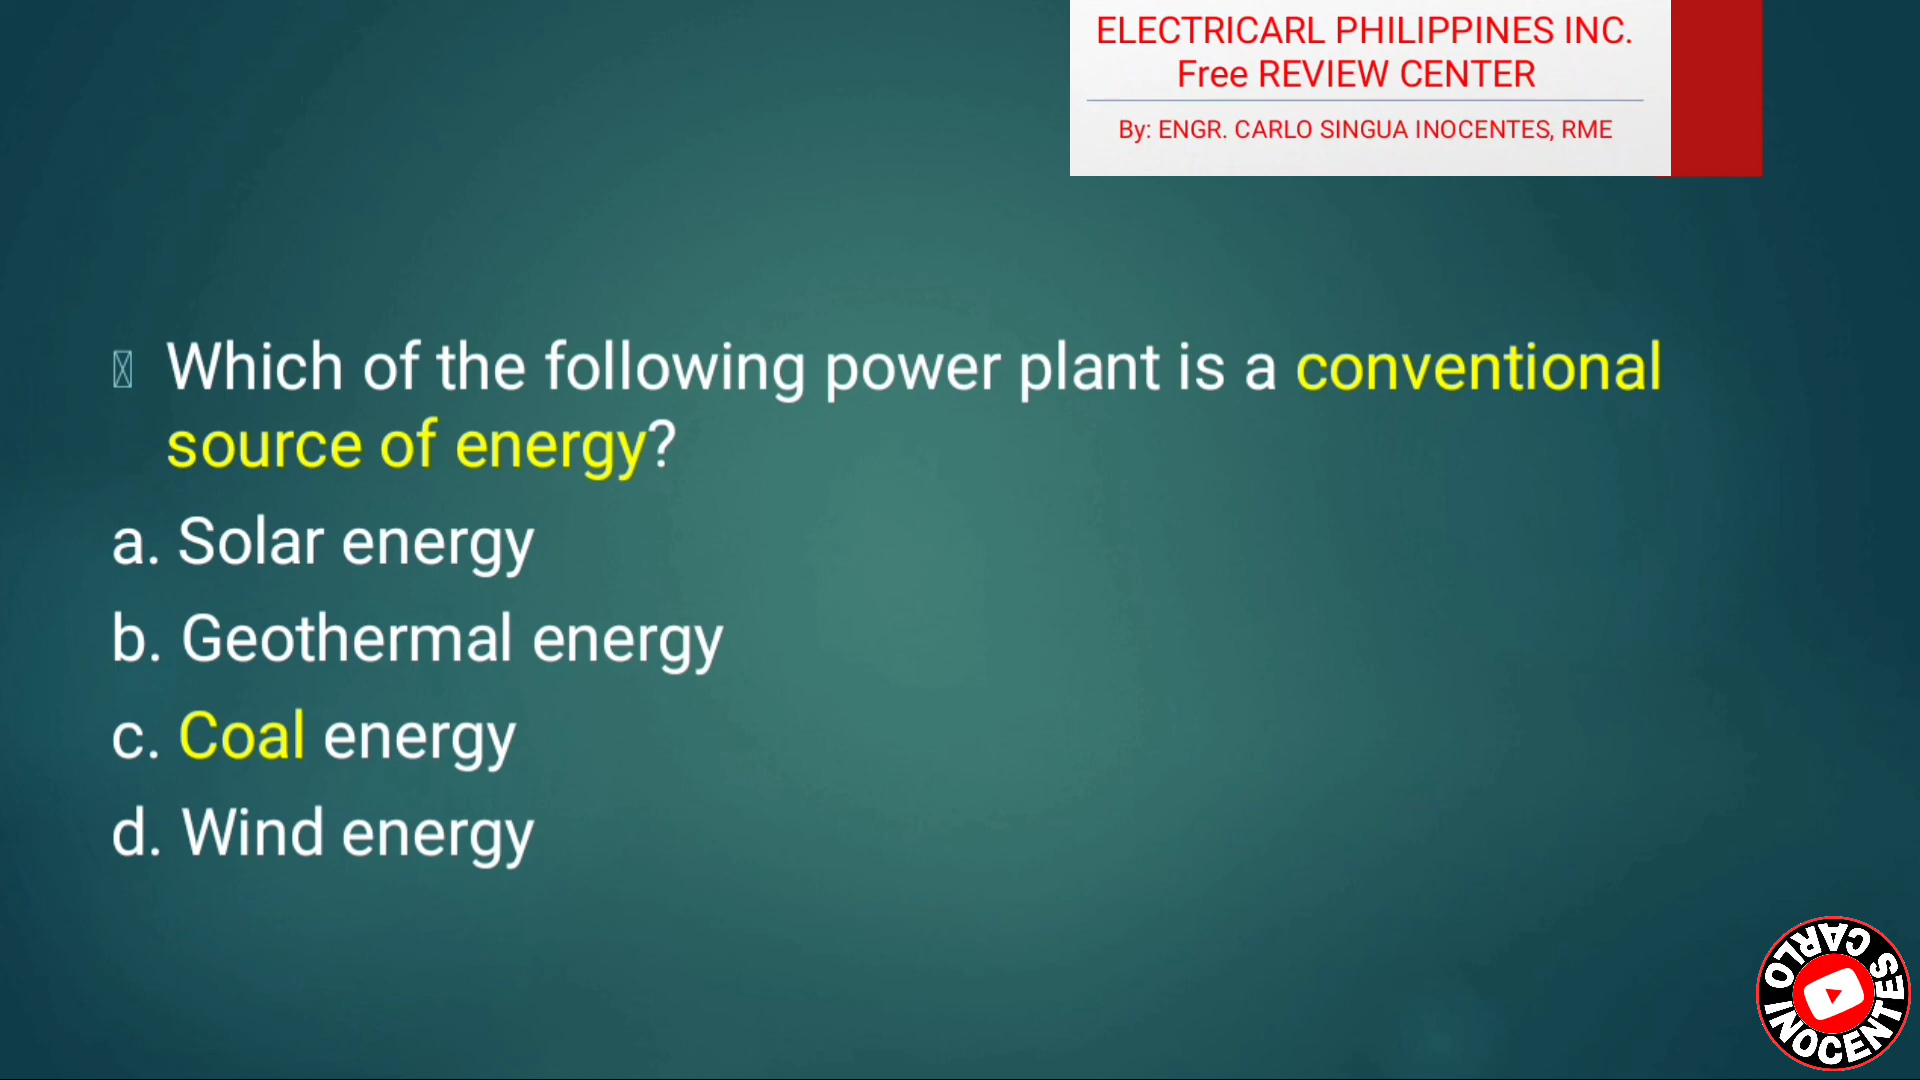 ELECTRICARL PHILIPPINES INC.
Free REVIEW CENTER
By: ENGR. CARLO SINGUA INOCENTES, RME
Which of the following power plant is a conventional
source of energy?
a. Solar energy
b. Geothermal energy
c. Coal energy
d. Wind energy
CARLO INOCENTES